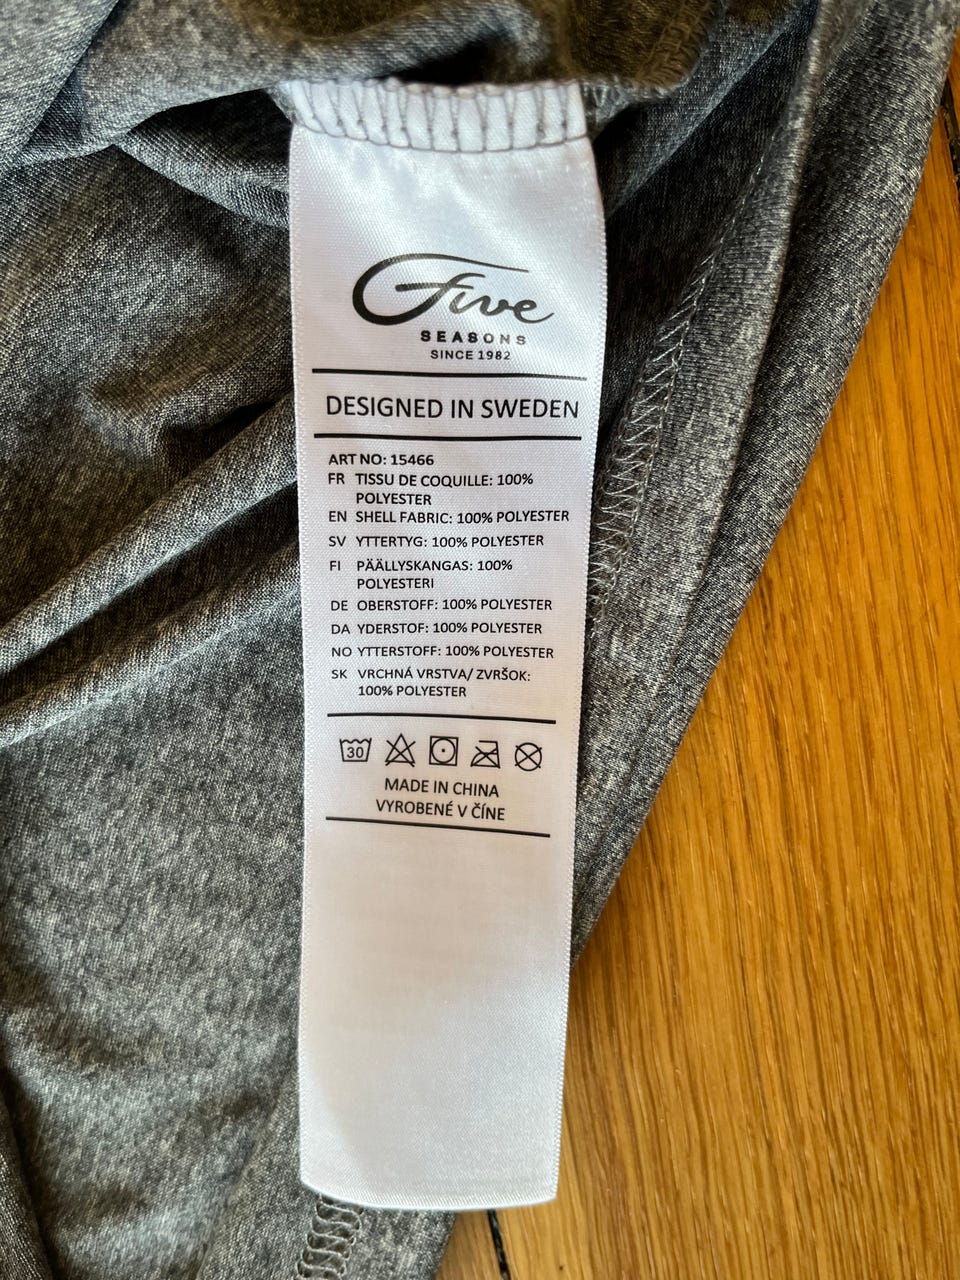 Five
SEASONS
SINCE 1982
DESIGNED IN SWEDEN
ART NO: 15466
FR TISSU DE COQUILLE: 100%
POLYESTER
EN SHELL FABRIC: 100% POLYESTER
SV YTTERTYG: 100% POLYESTER
FI PÄÄLLYSKANGAS: 100%
POLYESTERI
DE OBERSTOFF: 100% POLYESTER
DA YDERSTOF: 100% POLYESTER
NO YTTERSTOFF: 100% POLYESTER
SK VRCHNÁ VRSTVA/ ZVRŠOK:
100% POLYESTER
30
MADE IN CHINA
VYROBENÉ V ČÍNE